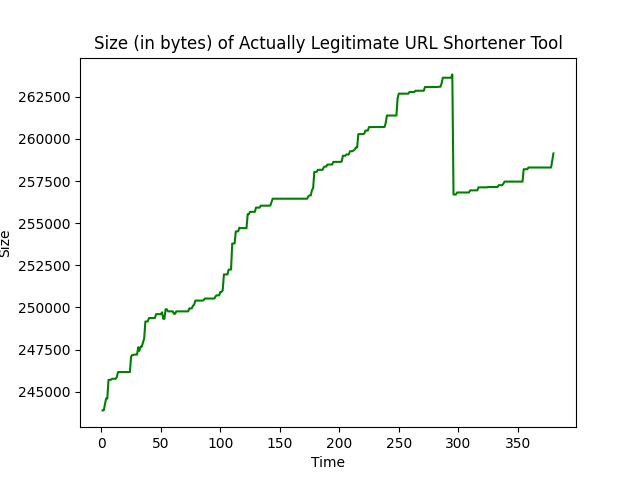 Size (in bytes) of Actually Legitimate URL Shortener Tool
262500
260000
257500
255000
252500
250000
247500
245000
Size
0 50 100 150 200 250 300 350
Time